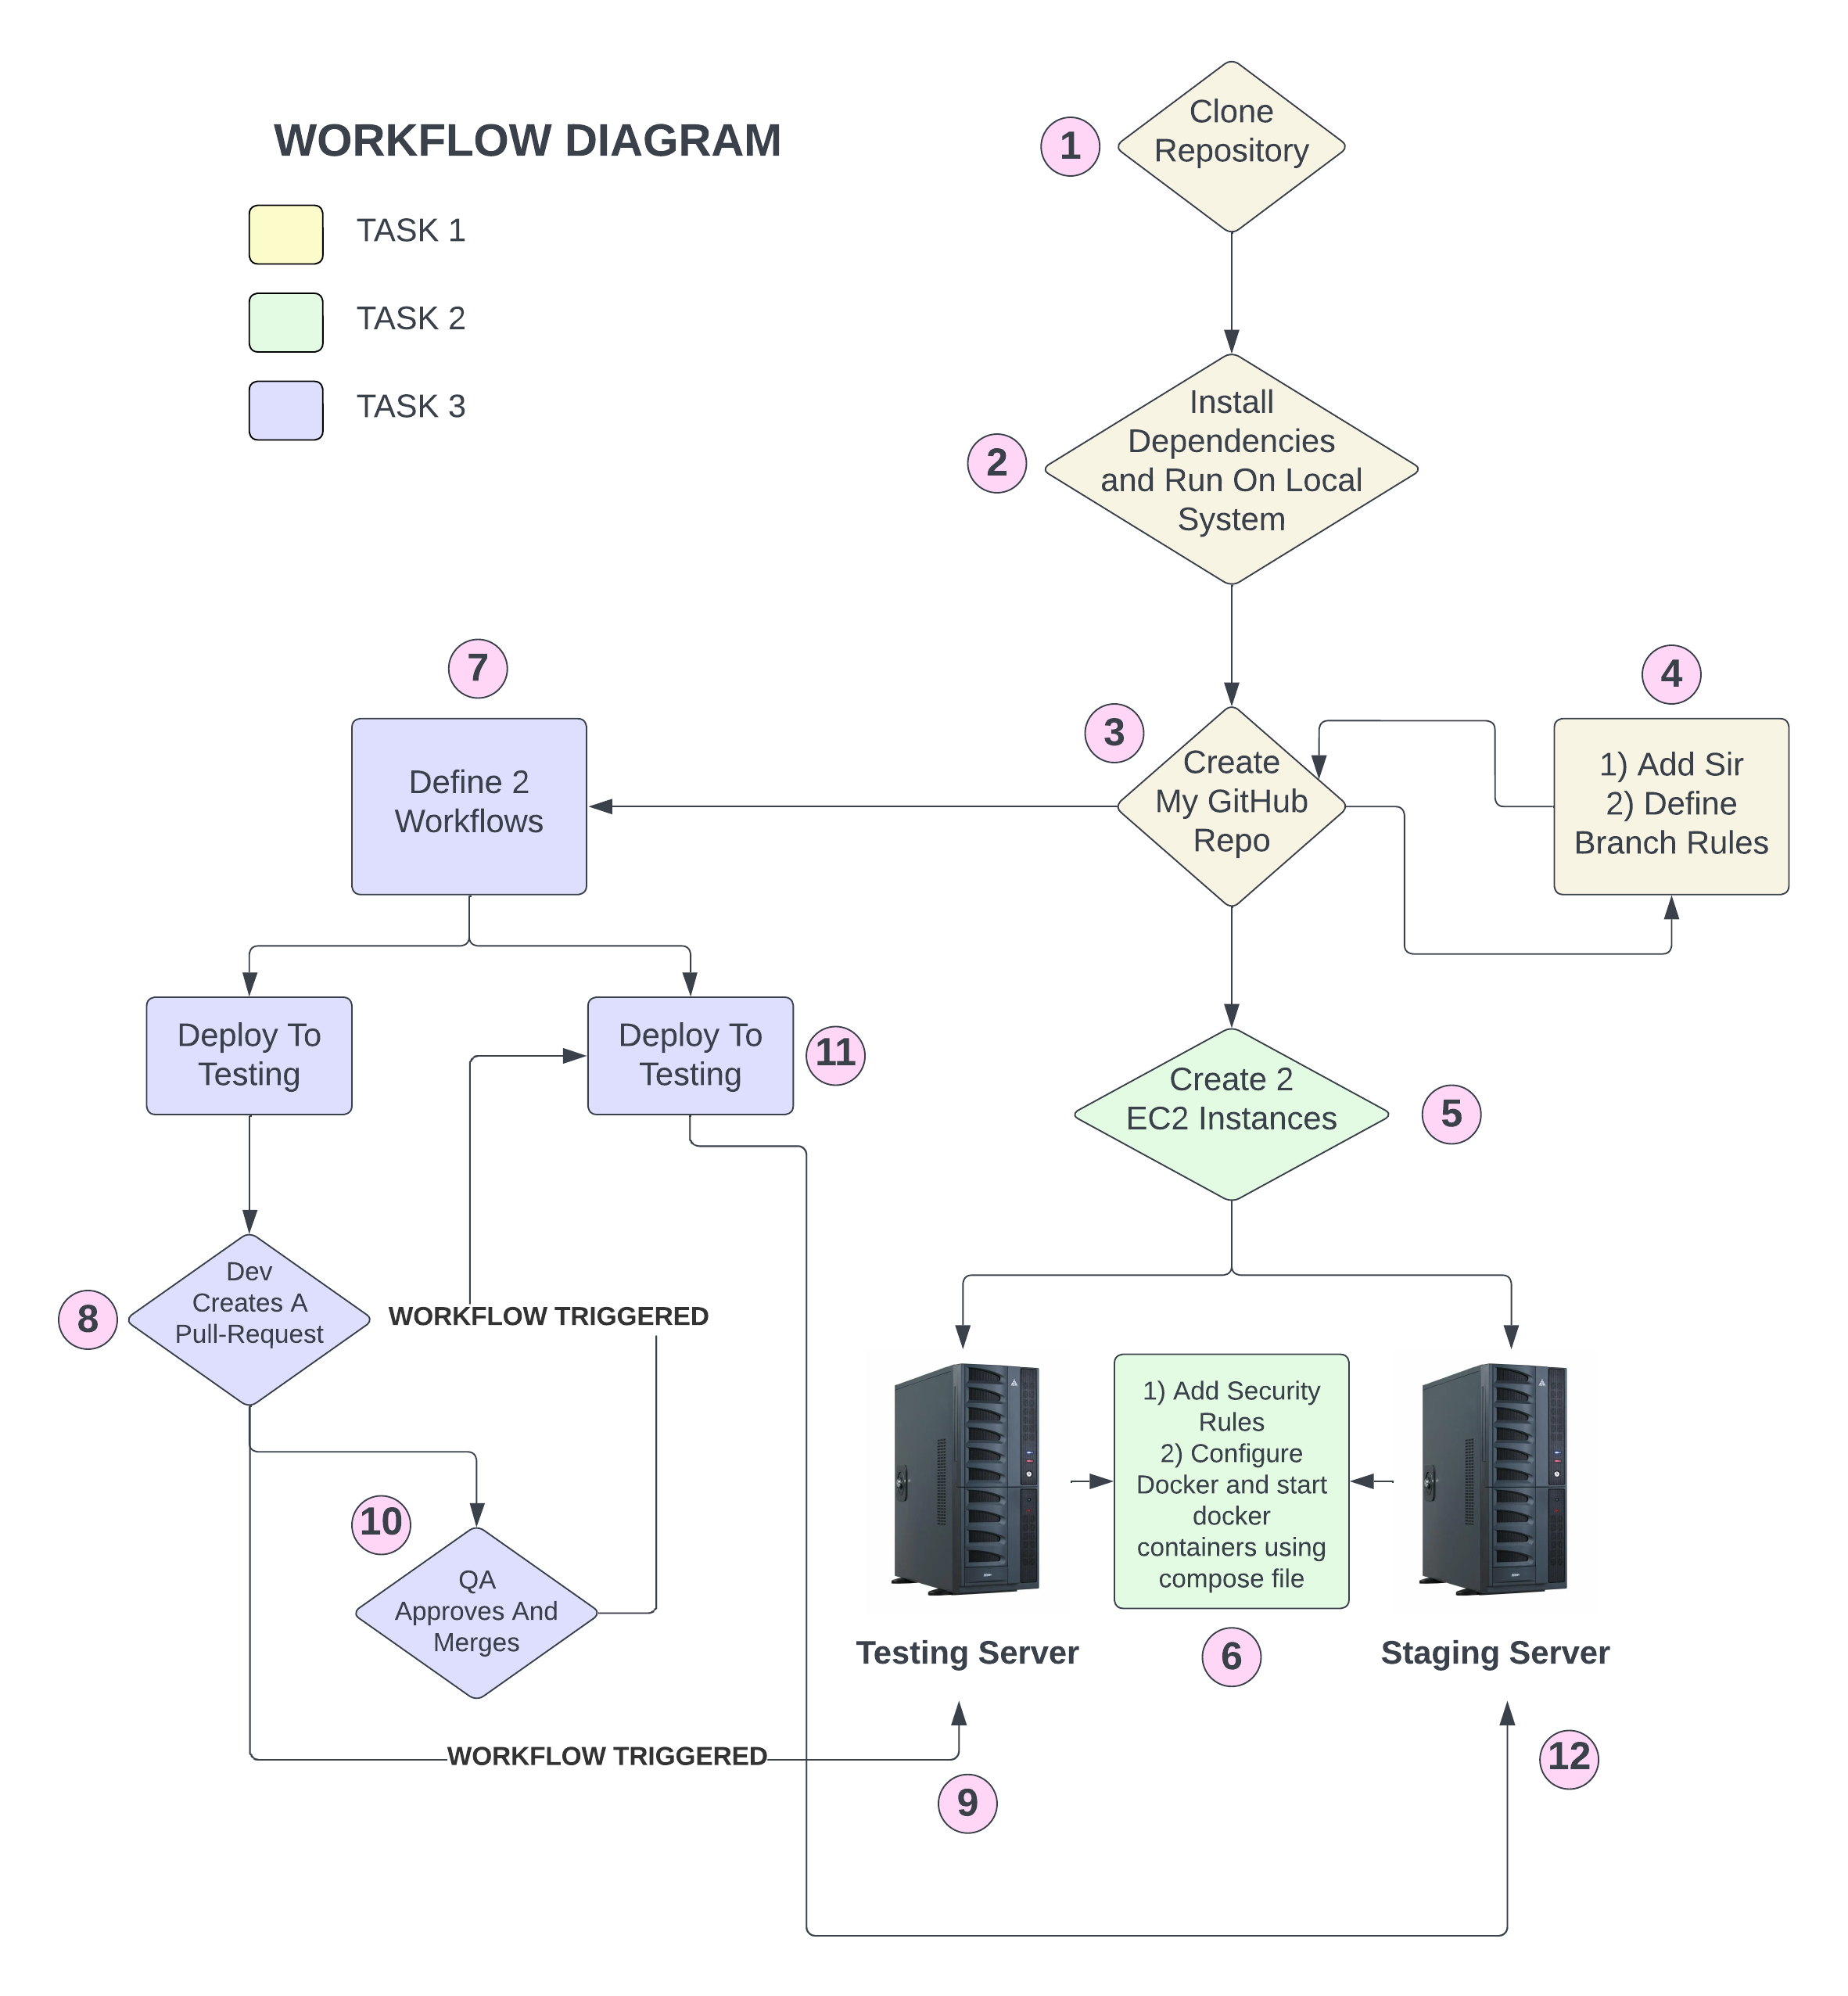 WORKFLOW DIAGRAM
TASK 1
TASK 2
TASK 3
1
Clone
Repository
2
Install
Dependencies
and Run On Local
System
3
Create
My GitHub
Repo
4
1) Add Sir
2) Define
Branch Rules
7
Define 2
Workflows
Deploy To
Testing
Deploy To
Testing
11
Create 2
EC2 Instances
5
8
Dev
Creates A
Pull-Request
WORKFLOW TRIGGERED
10
QA
Approves And
Merges
1) Add Security
Rules
2) Configure
Docker and start
docker
containers using
compose file
Testing Server
6
Staging Server
WORKFLOW TRIGGERED
9
12